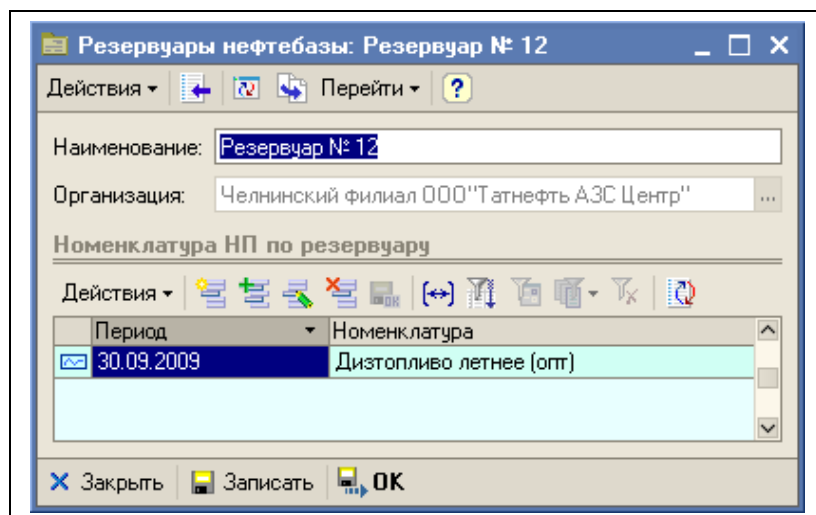 Резервуары нефтебазы: Резервуар № 12
Действия Перейти ?
Наименование: Резервуар № 12
Организация: Челнинский филиал ООО"Татнефть АЗС Центр" ...
Номенклатура НП по резервуару
Действия
Период Номенклатура
30.09.2009 Дизтопливо летнее (опт)
Закрыть Записать ОК